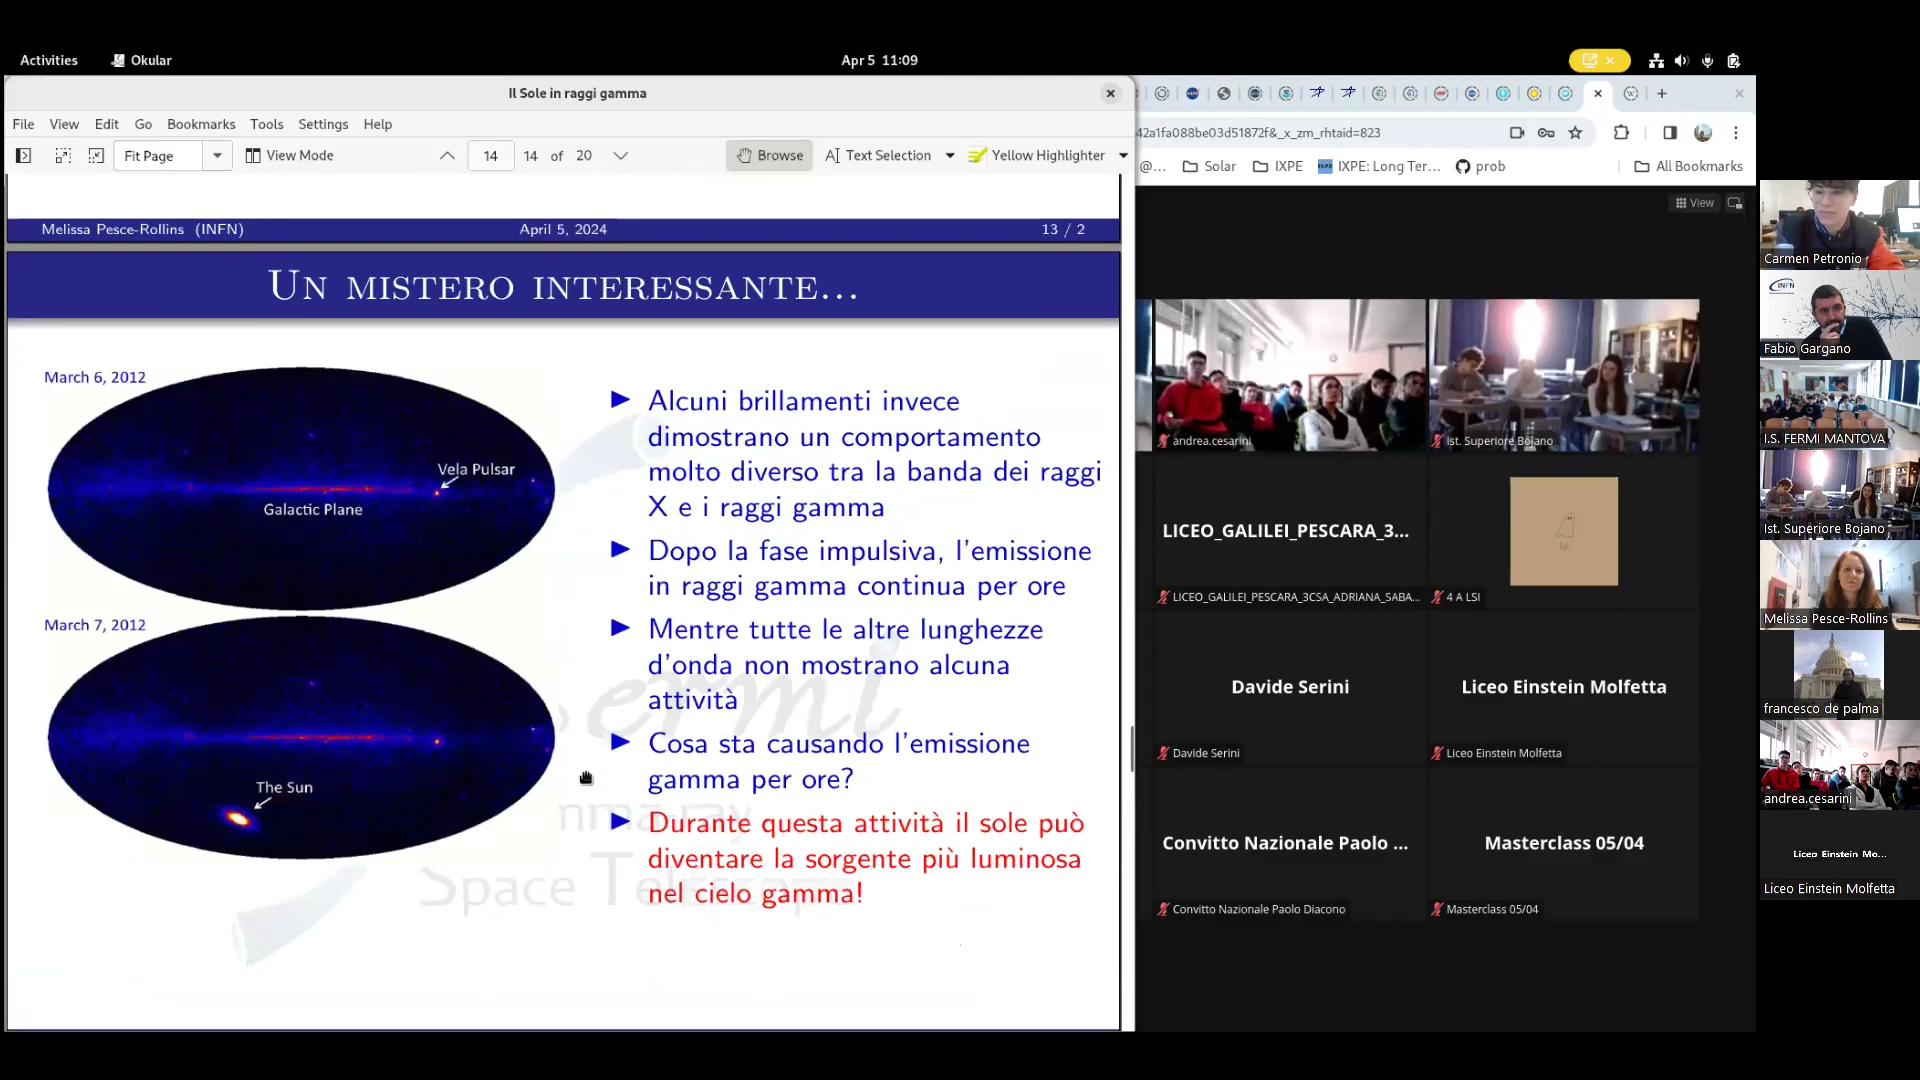 Activities
Okular
Apr 5 11:09
Il Sole in raggi gamma
File View Edit Go Bookmarks Tools Settings Help
Fit Page
View Mode
14 14 of 20
Browse
Text Selection
Yellow Highlighter
42a1fa088be03d51872f&_x_zm_rhtaid=823
@...
Solar
IXPE
IXPE: Long Ter...
prob
All Bookmarks
View
Melissa Pesce-Rollins (INFN)
April 5, 2024
13 / 2
Un mistero interessante...
March 6, 2012
Vela Pulsar
Galactic Plane
March 7, 2012
The Sun
Alcuni brillamenti invece
dimostrano un comportamento
molto diverso tra la banda dei raggi
X e i raggi gamma
Dopo la fase impulsiva, l'emissione
in raggi gamma continua per ore
Mentre tutte le altre lunghezze
d'onda non mostrano alcuna
attività
Cosa sta causando l'emissione
gamma per ore?
Durante questa attività il sole può
diventare la sorgente più luminosa
nel cielo gamma!
Space
andrea.cesarini
Ist. Superiore Bojano
LICEO_GALILEI_PESCARA_3...
LICEO_GALILEI_PESCARA_3CSA_ADRIANA_SABA...
4 A LSI
Davide Serini
Davide Serini
Liceo Einstein Molfetta
Liceo Einstein Molfetta
Convitto Nazionale Paolo ...
Convitto Nazionale Paolo Diacono
Masterclass 05/04
Masterclass 05/04
Carmen Petronio
INFN
Fabio Gargano
I.S. FERMI MANTOVA
Ist. Superiore Bojano
Melissa Pesce-Rollins
francesco de palma
andrea.cesarini
Liceo Einstein Mo...
Liceo Einstein Molfetta